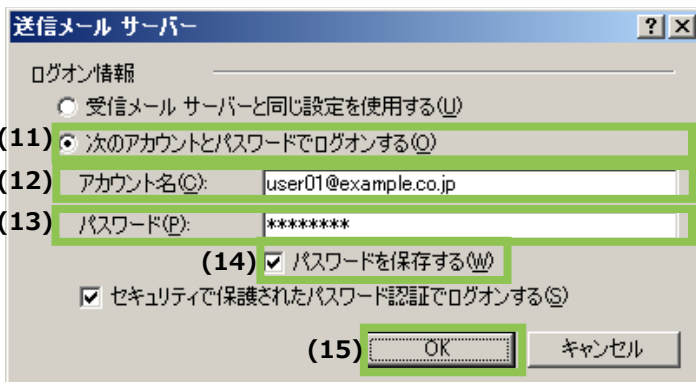 送信メール サーバー
ログオン情報
受信メール サーバーと同じ設定を使用する(U)
(11) 次のアカウントとパスワードでログオンする(O)
(12) アカウント名(C): user01@example.co.jp
(13) パスワード(P): ********
(14) パスワードを保存する(W)
セキュリティで保護されたパスワード認証でログオンする(S)
(15) OK キャンセル